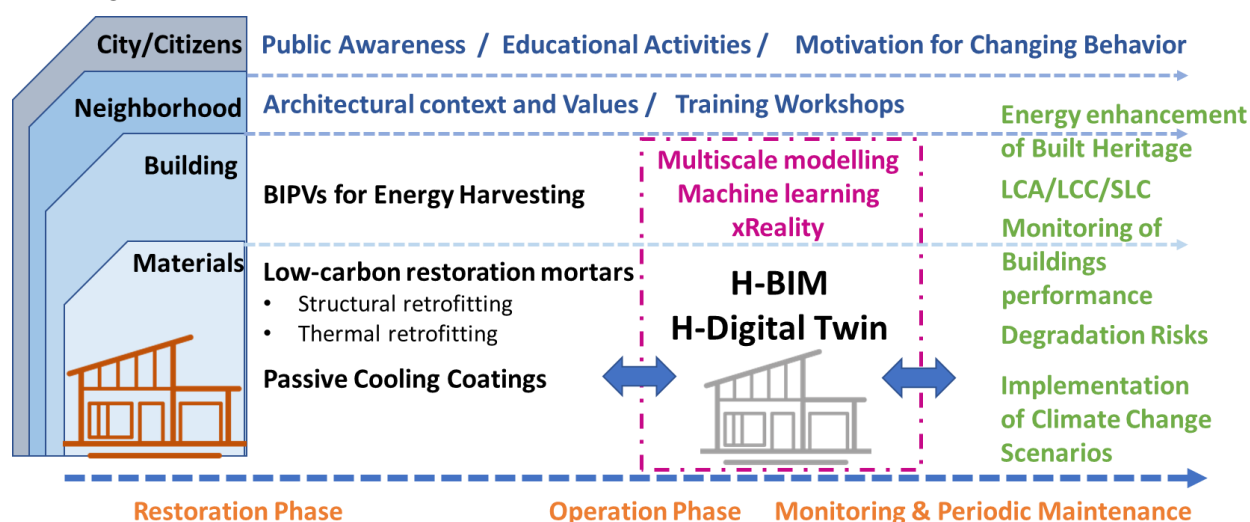 City/Citizens
Public Awareness / Educational Activities / Motivation for Changing Behavior
Neighborhood
Architectural context and Values / Training Workshops
Building
BIPVs for Energy Harvesting
Materials
Low-carbon restoration mortars
• Structural retrofitting
• Thermal retrofitting
Passive Cooling Coatings
Multiscale modelling
Machine learning
xReality
H-BIM
H-Digital Twin
Energy enhancement
of Built Heritage
LCA/LCC/SLC
Monitoring of
Buildings
performance
Degradation Risks
Implementation
of Climate Change
Scenarios
Restoration Phase
Operation Phase
Monitoring & Periodic Maintenance